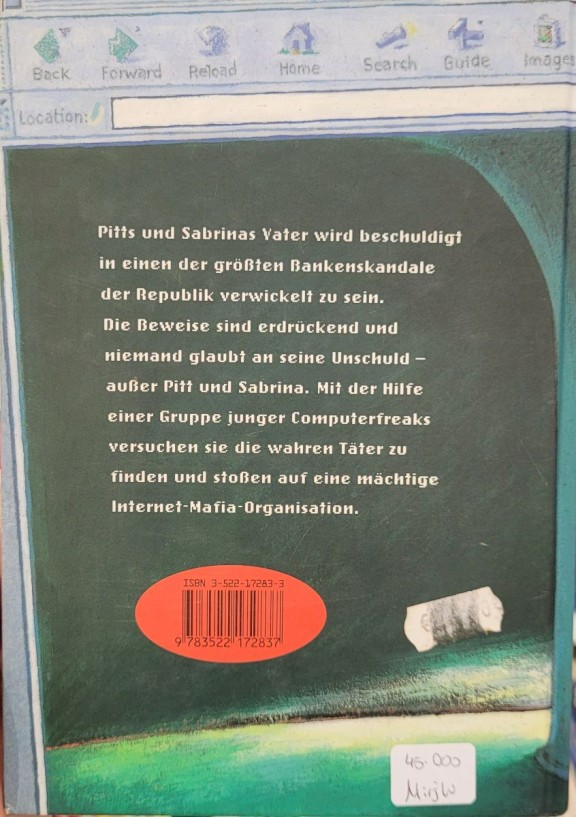 Back Forward Reload Home Search Guide Images
Location:
Pitts und Sabrinas Vater wird beschuldigt
in einen der größten Bankenskandale
der Republik verwickelt zu sein.
Die Beweise sind erdrückend und
niemand glaubt an seine Unschuld –
außer Pitt und Sabrina. Mit der Hilfe
einer Gruppe junger Computerfreaks
versuchen sie die wahren Täter zu
finden und stoßen auf eine mächtige
Internet-Mafia-Organisation.
ISBN 3-522-17283-3
9 783522 172837
45.000